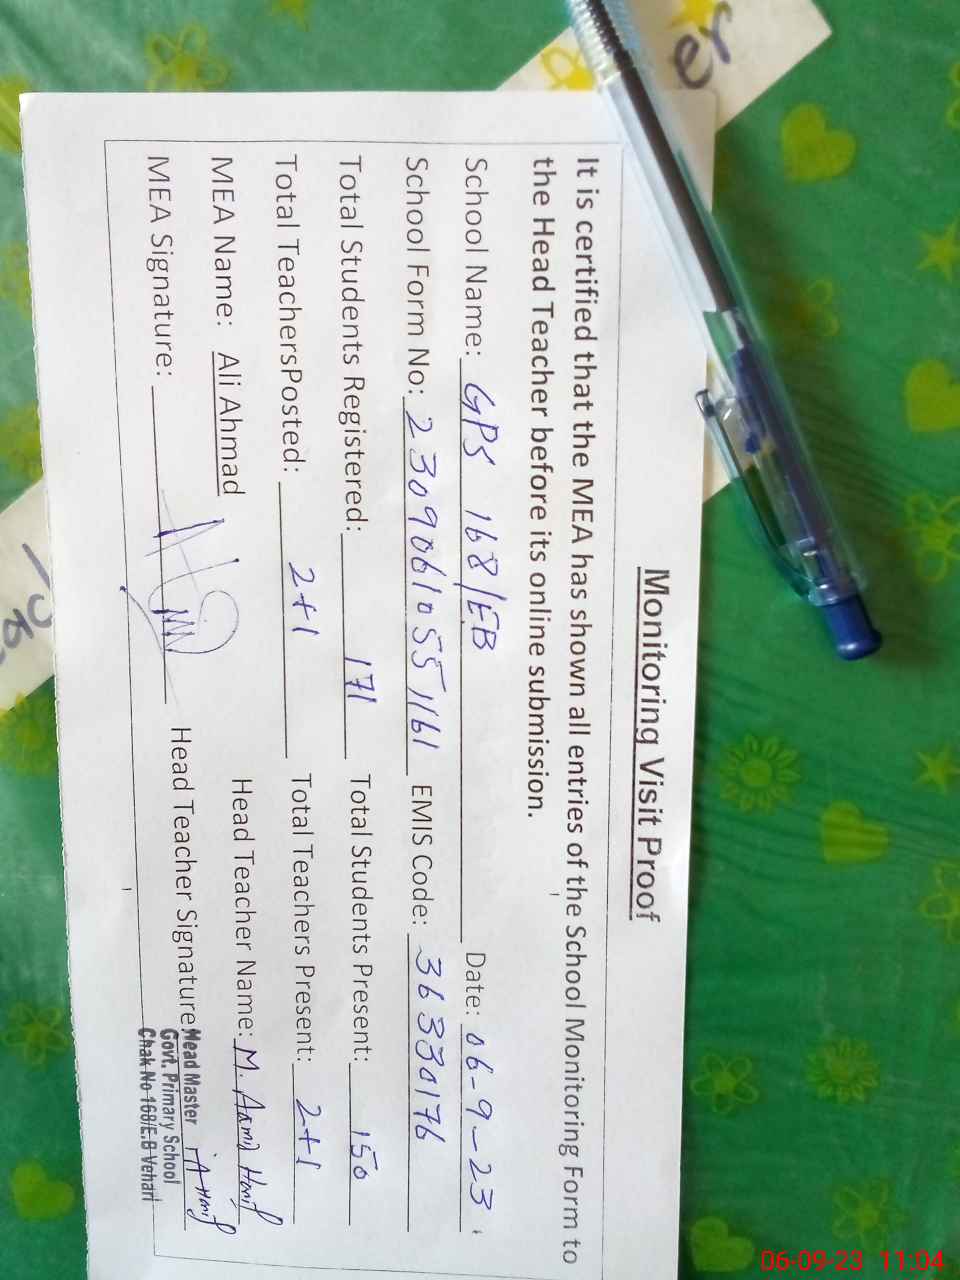 Monitoring Visit Proof
It is certified that the MEA has shown all entries of the School Monitoring Form to
the Head Teacher before its online submission.
School Name: GPS 168/EB Date: 06-9-23
School Form No: 23090610551161 EMIS Code: 36330176
Total Students Registered: 171 Total Students Present: 150
Total TeachersPosted: 2+1 Total Teachers Present: 2+1
MEA Name: Ali Ahmad Head Teacher Name: M. Aamir Hanif
MEA Signature: Head Teacher Signature:
Head Master
Govt. Primary School
Chak No 168/E.B Vehari
06-09-23 11:04